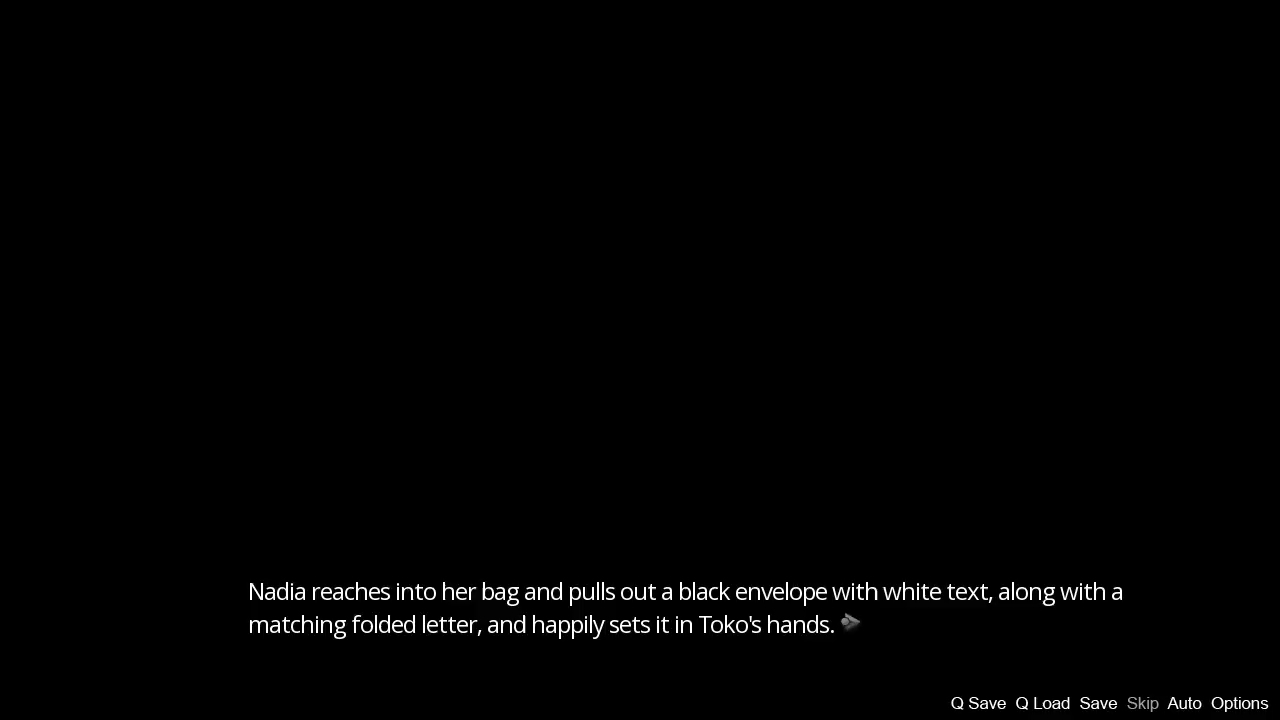 Nadia reaches into her bag and pulls out a black envelope with white text, along with a
matching folded letter, and happily sets it in Toko's hands.
Q Save Q Load Save Skip Auto Options